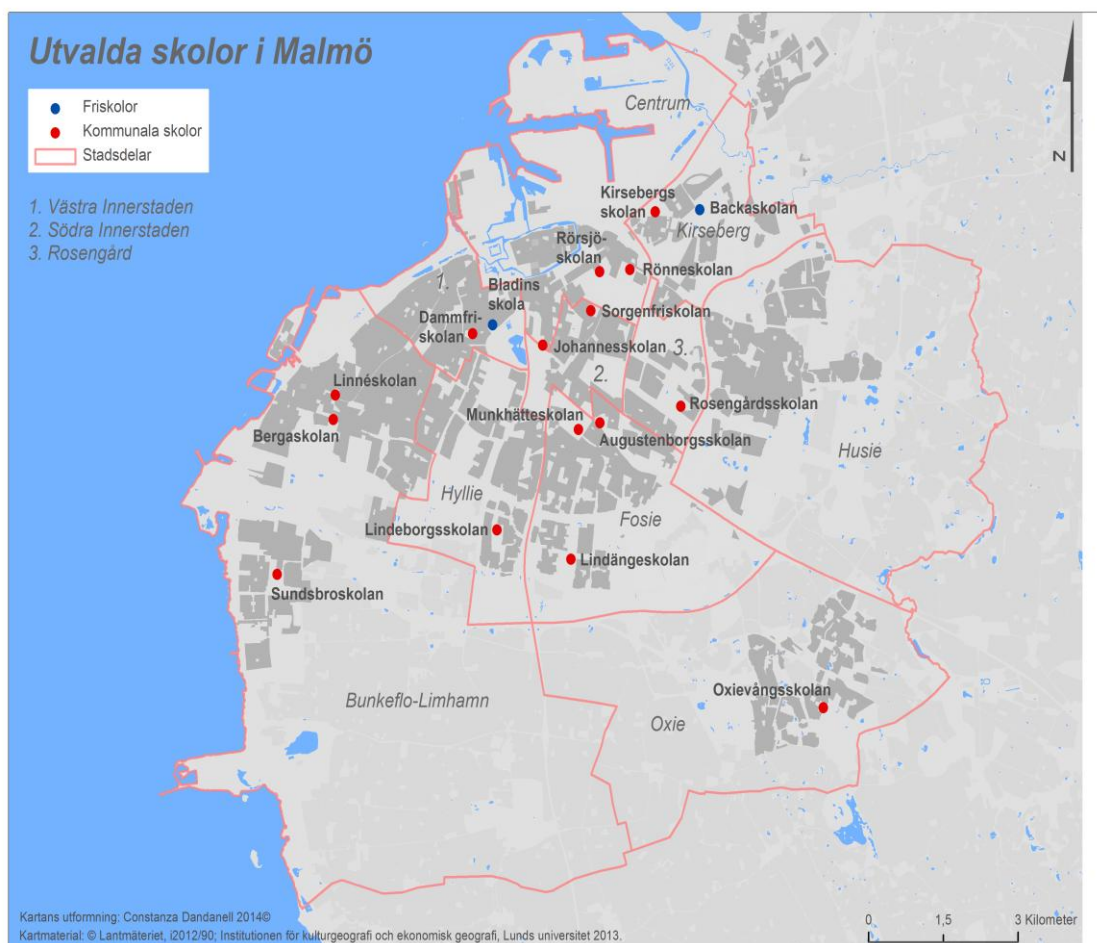 Utvalda skolor i Malmö
Friskolor
Kommunala skolor
Stadsdelar
1. Västra Innerstaden
2. Södra Innerstaden
3. Rosengård
Centrum
N
Kirsebergs
skolan
Backaskolan
Kirseberg
Rörsjö-
skolan
Rönneskolan
1.
Bladins
skola
Sorgenfriskolan
Dammfri-
skolan
Johannesskolan
3.
2.
Linnéskolan
Rosengårdsskolan
Munkhätteskolan
Bergaskolan
Augustenborgsskolan
Husie
Hyllie
Fosie
Lindeborgsskolan
Lindängeskolan
Sundsbroskolan
Oxievångsskolan
Bunkeflo-Limhamn
Oxie
Kartans utformning: Constanza Dandanell 2014©
Kartmaterial: © Lantmäteriet, i2012/90; Institutionen för kulturgeografi och ekonomisk geografi, Lunds universitet 2013.
0 1,5 3 Kilometer